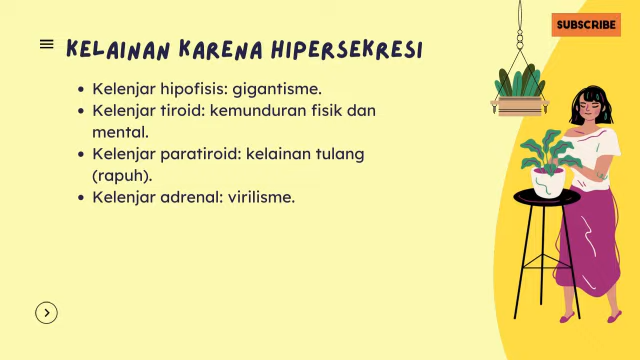 SUBSCRIBE
KELAINAN KARENA HIPERSEKRESI
• Kelenjar hipofisis: gigantisme.
• Kelenjar tiroid: kemunduran fisik dan
mental.
• Kelenjar paratiroid: kelainan tulang
(rapuh).
• Kelenjar adrenal: virilisme.